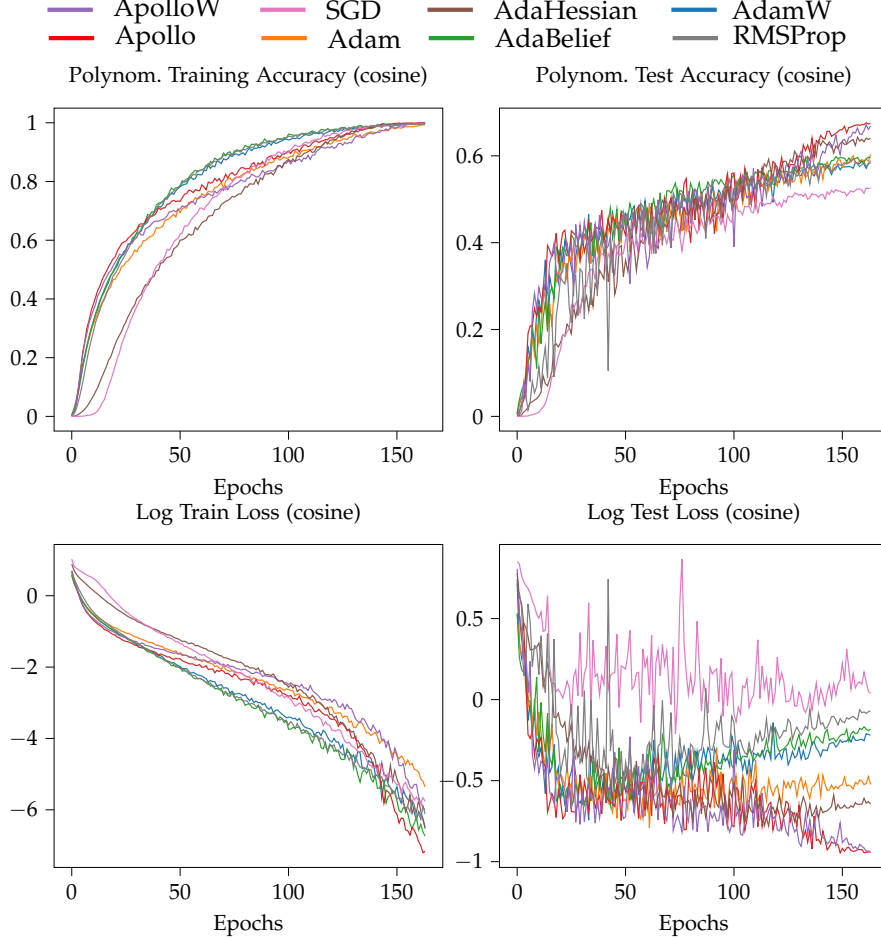 ApolloW SGD AdaHessian AdamW
Apollo Adam AdaBelief RMSProp
Polynom. Training Accuracy (cosine) Polynom. Test Accuracy (cosine)
1
0.8
0.6
0.4
0.2
0
0 50 100 150
Epochs
0.6
0.4
0.2
0
0 50 100 150
Epochs
Log Train Loss (cosine) Log Test Loss (cosine)
0
−2
−4
−6
0 50 100 150
Epochs
0.5
0
−0.5
−1
0 50 100 150
Epochs